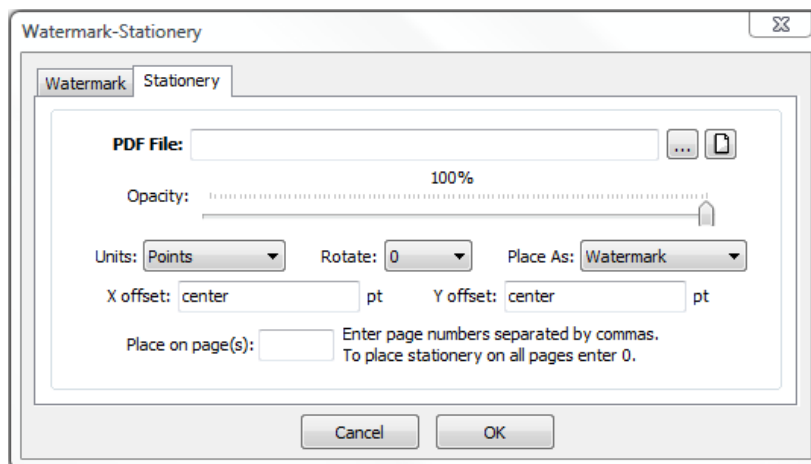 Watermark-Stationery
Watermark Stationery
PDF File: ...
100%
Opacity:
Units: Points Rotate: 0 Place As: Watermark
X offset: center pt Y offset: center pt
Place on page(s): Enter page numbers separated by commas.
To place stationery on all pages enter 0.
Cancel OK